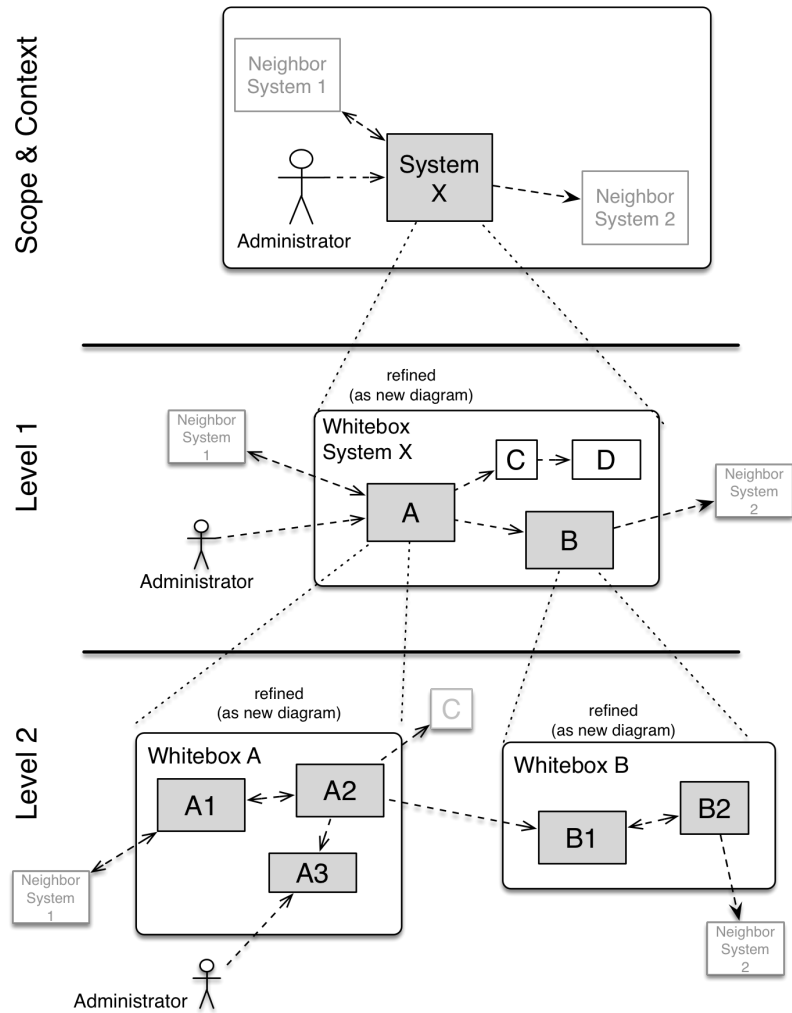 Scope & Context
Neighbor
System 1
System
X
Administrator
Neighbor
System 2
Level 1
refined
(as new diagram)
Neighbor
System
1
Whitebox
System X
C
D
A
B
Neighbor
System
2
Administrator
Level 2
refined
(as new diagram)
C
refined
(as new diagram)
Whitebox A
A1
A2
A3
Whitebox B
B1
B2
Neighbor
System
1
Neighbor
System
2
Administrator